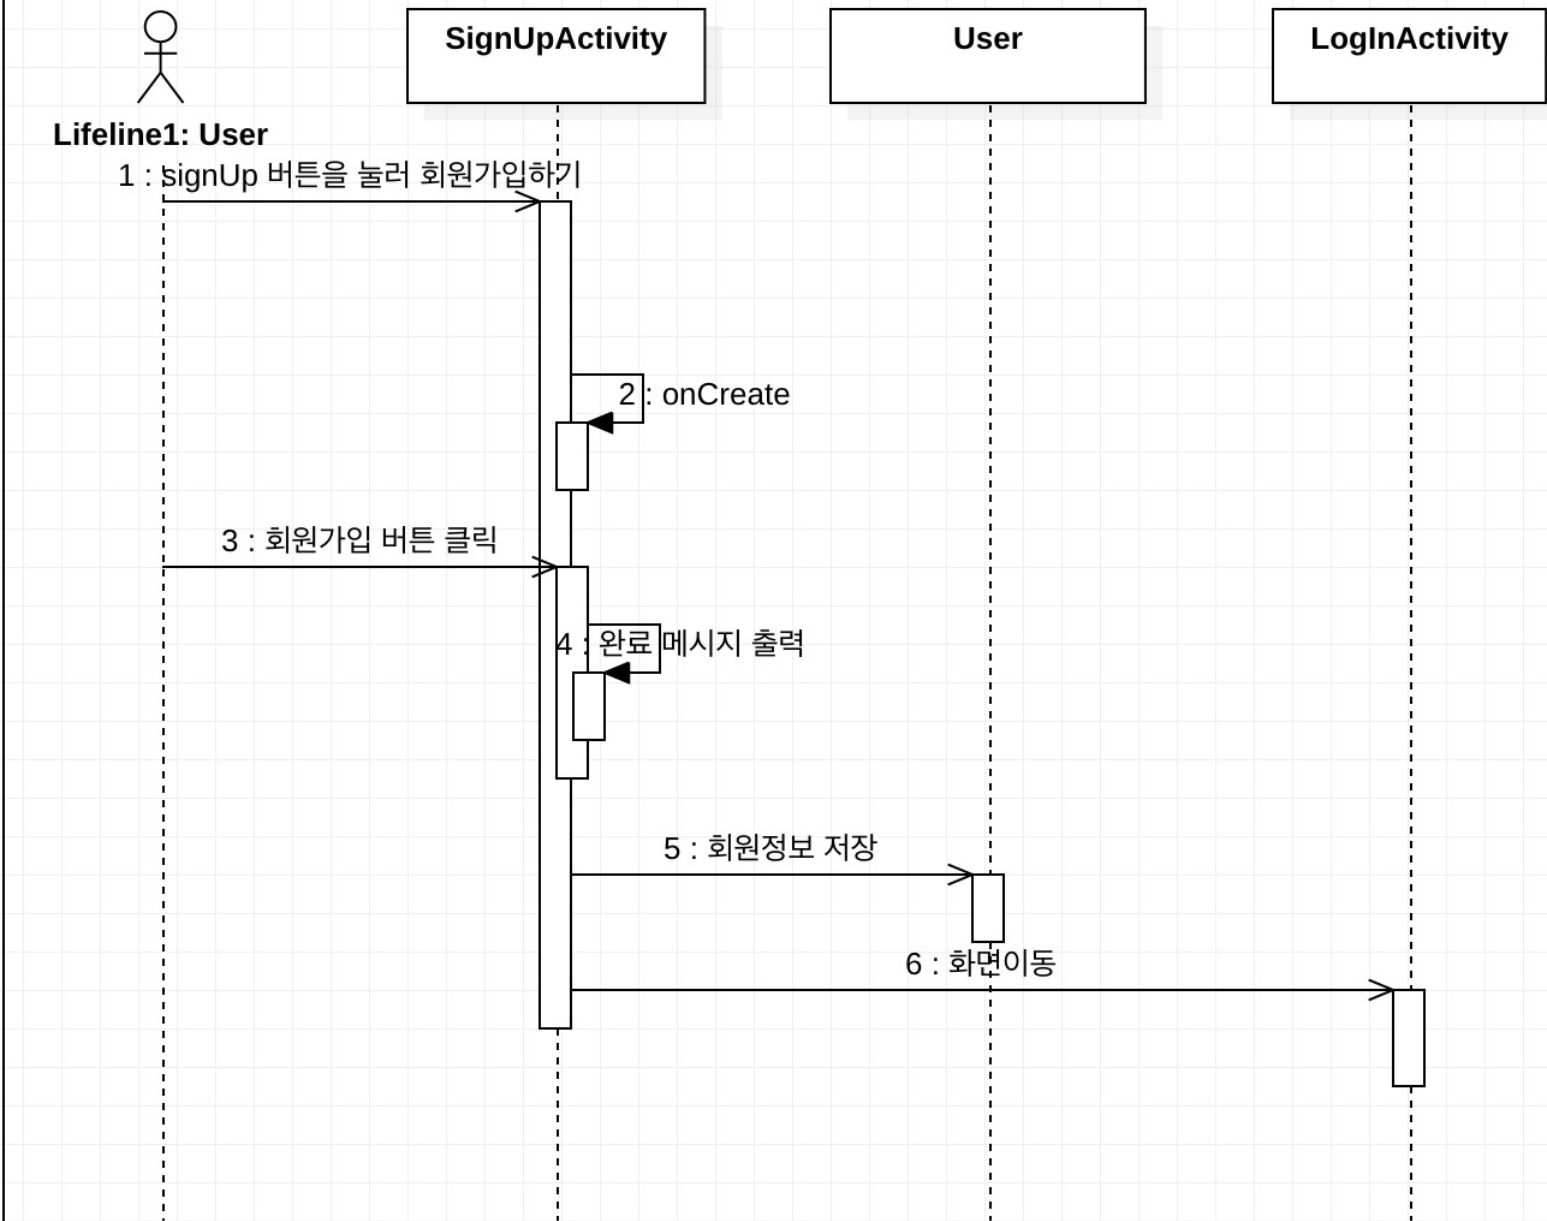 SignUpActivity
User
LogInActivity
Lifeline1: User
1 : signUp 버튼을 눌러 회원가입하기
2 : onCreate
3 : 회원가입 버튼 클릭
4 : 완료 메시지 출력
5 : 회원정보 저장
6 : 화면이동